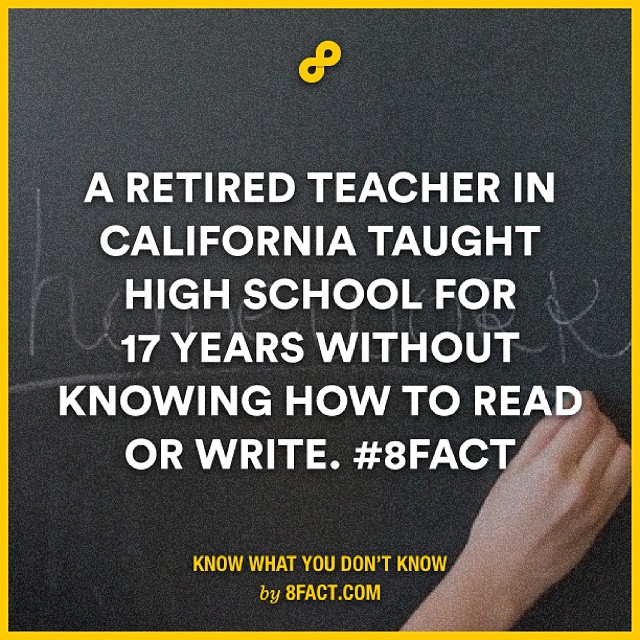 A RETIRED TEACHER IN
CALIFORNIA TAUGHT
HIGH SCHOOL FOR
17 YEARS WITHOUT
KNOWING HOW TO READ
OR WRITE. #8FACT
homework
KNOW WHAT YOU DON'T KNOW
by 8FACT.COM